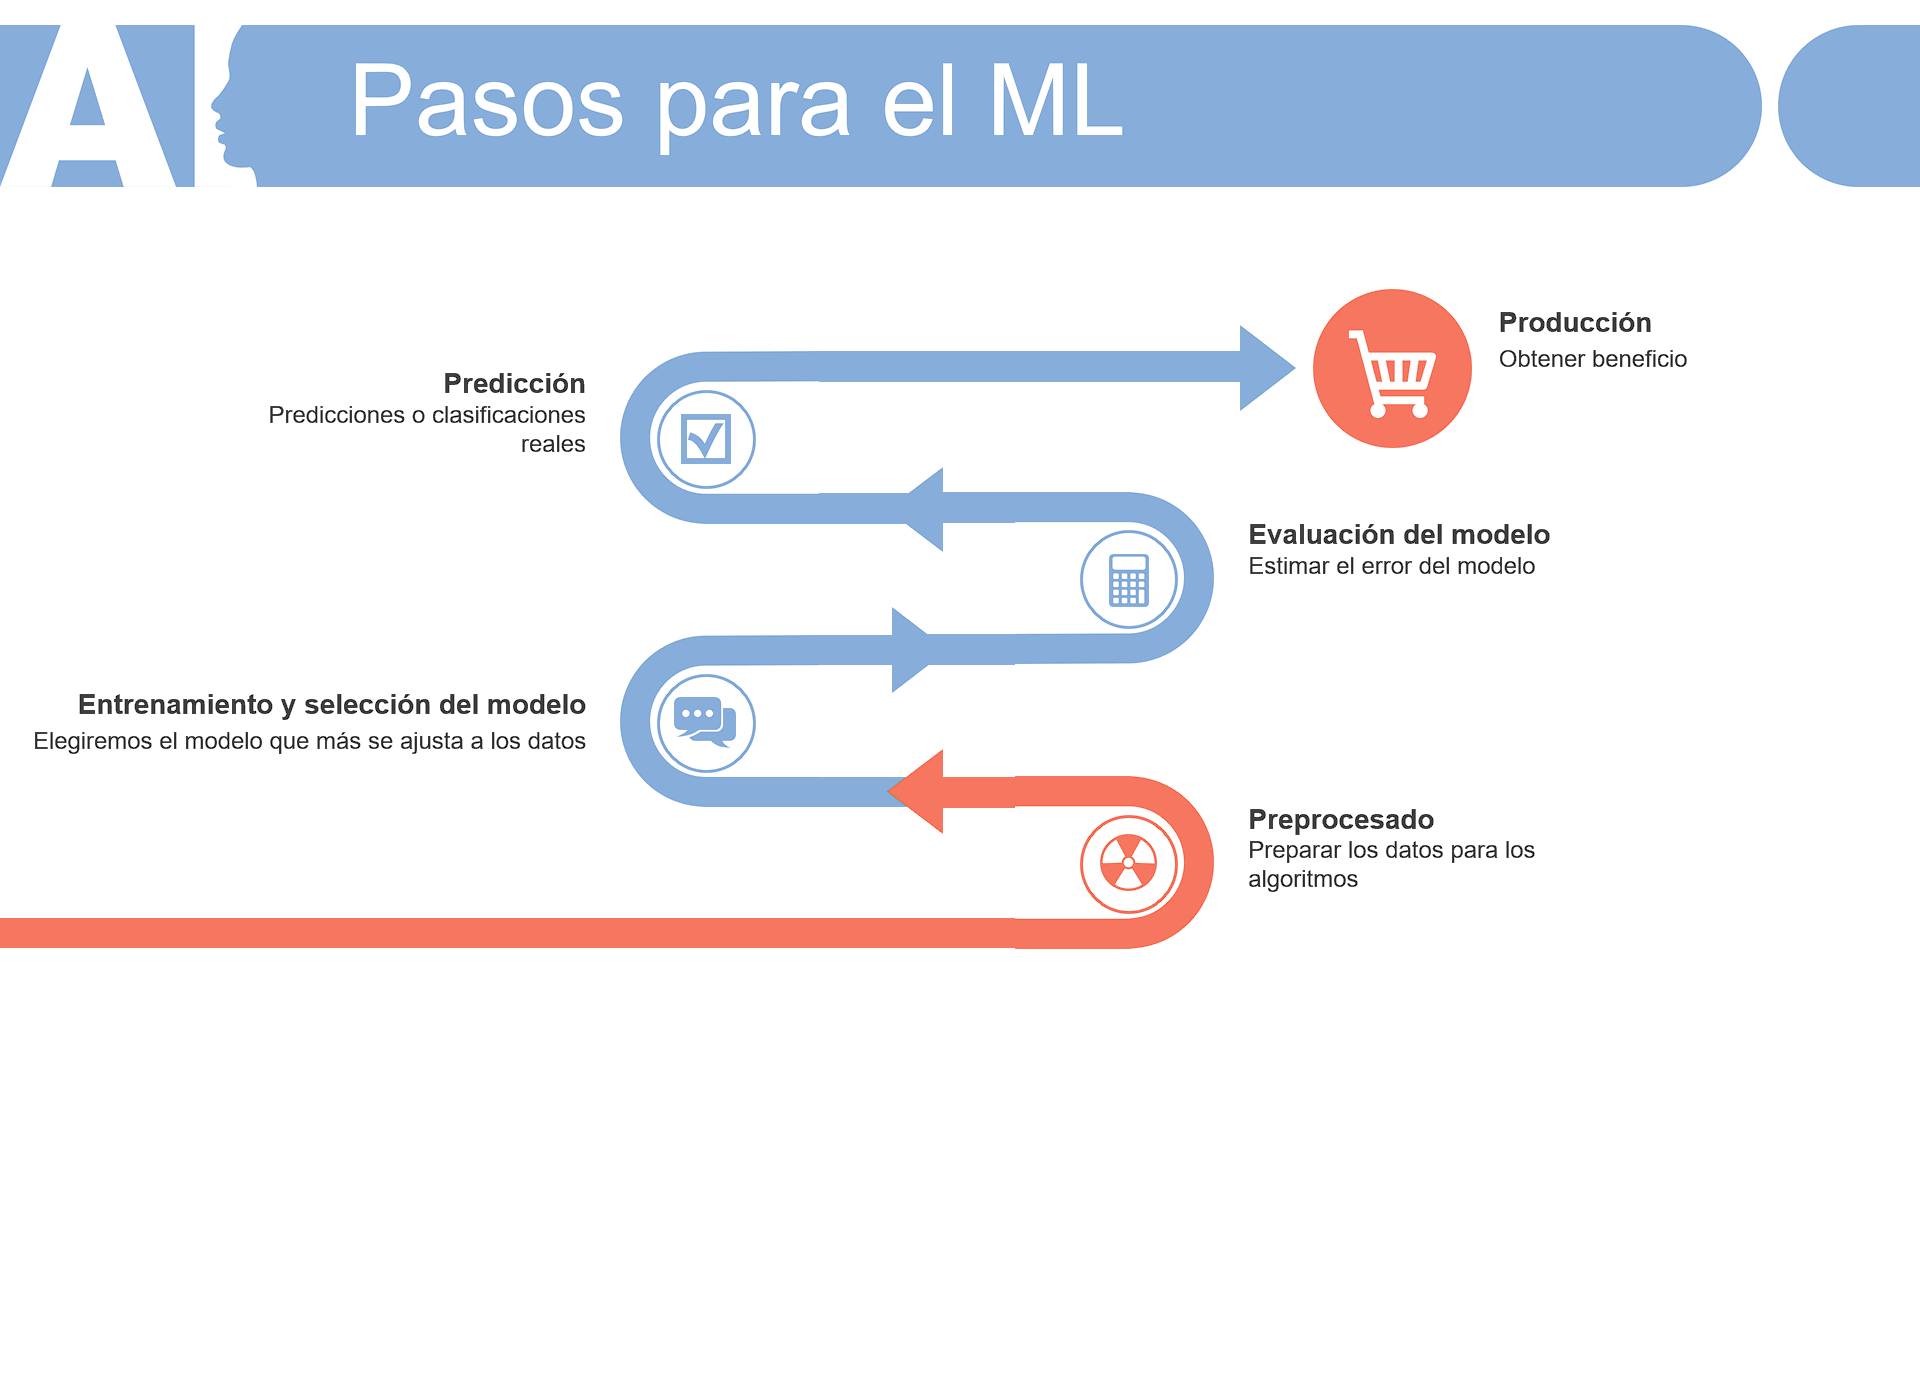 AI
Pasos para el ML
Producción
Obtener beneficio
Predicción
Predicciones o clasificaciones
reales
Evaluación del modelo
Estimar el error del modelo
Entrenamiento y selección del modelo
Elegiremos el modelo que más se ajusta a los datos
Preprocesado
Preparar los datos para los
algoritmos